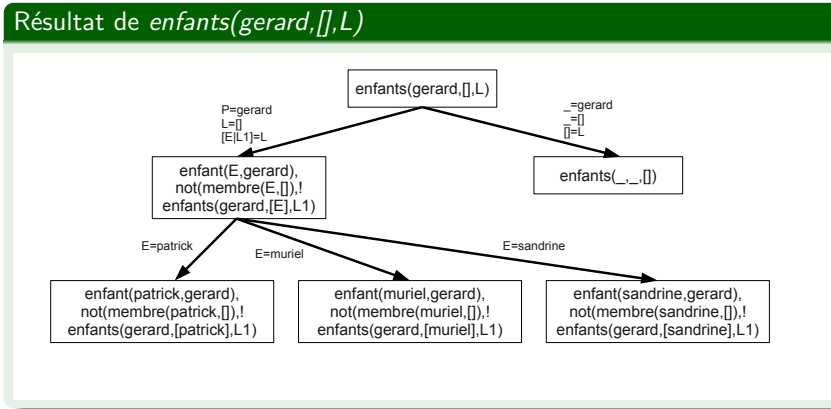 Résultat de enfants(gerard,[],L)
enfants(gerard,[],L)
P=gerard
L=[]
[E|L1]=L
_=gerard
_=[]
[]=L
enfant(E,gerard),
not(membre(E,[]),!
enfants(gerard,[E],L1)
enfants(_,_,[])
E=patrick
E=muriel
E=sandrine
enfant(patrick,gerard),
not(membre(patrick,[]),!
enfants(gerard,[patrick],L1)
enfant(muriel,gerard),
not(membre(muriel,[]),!
enfants(gerard,[muriel],L1)
enfant(sandrine,gerard),
not(membre(sandrine,[]),!
enfants(gerard,[sandrine],L1)